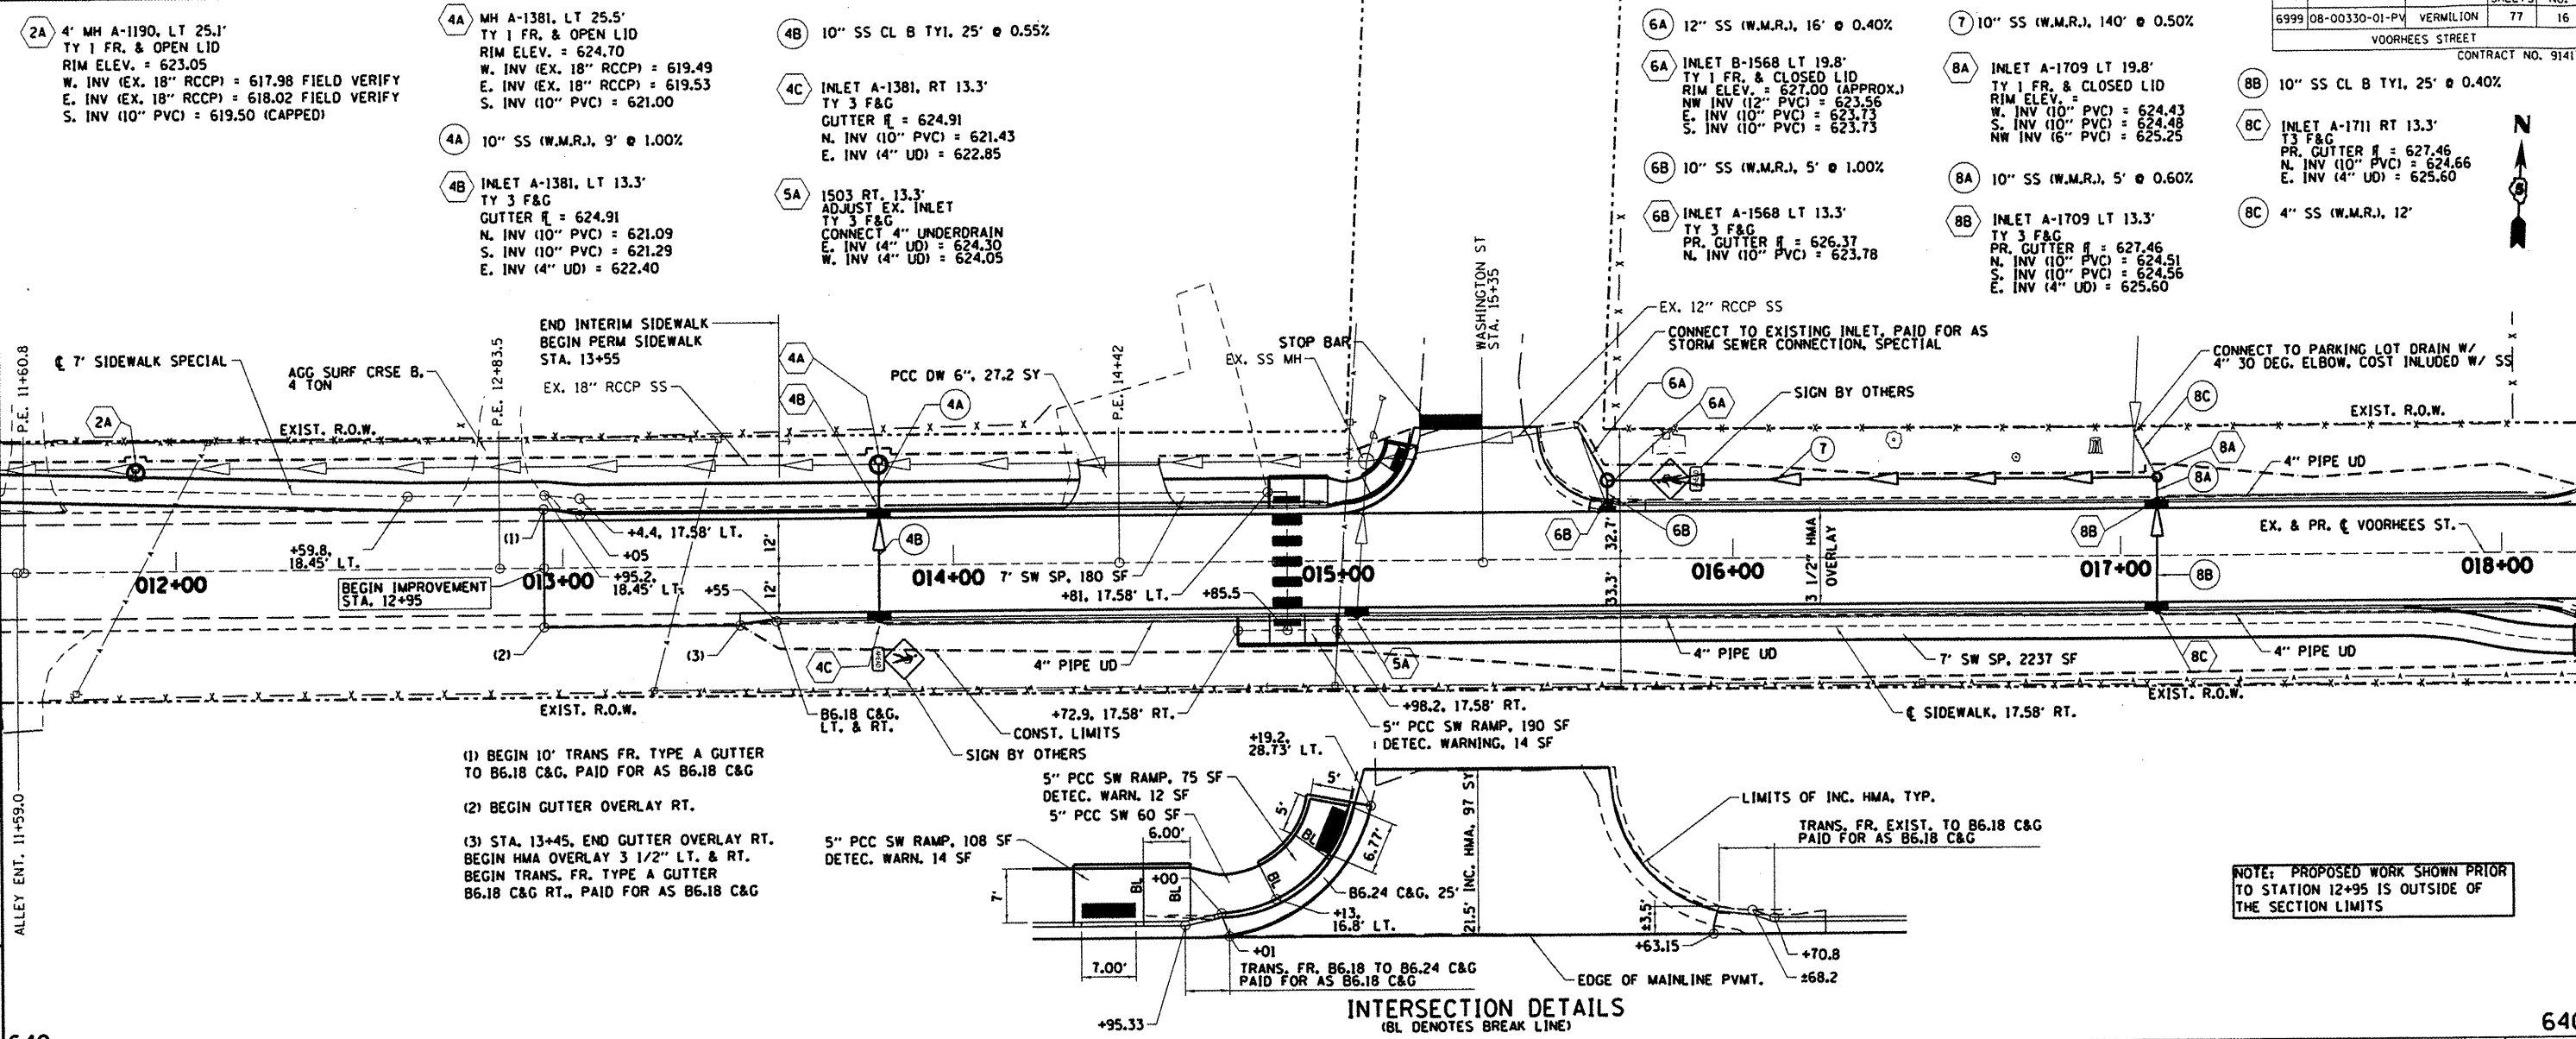 2A 4' MH A-1190, LT 25.1'
TY 1 FR. & OPEN LID
RIM ELEV. = 623.05
W. INV (EX. 18" RCCP) = 617.98 FIELD VERIFY
E. INV (EX. 18" RCCP) = 618.02 FIELD VERIFY
S. INV (10" PVC) = 619.50 (CAPPED)
4A MH A-1381, LT 25.5'
TY 1 FR. & OPEN LID
RIM ELEV. = 624.70
W. INV (EX. 18" RCCP) = 619.49
E. INV (EX. 18" RCCP) = 619.53
S. INV (10" PVC) = 621.00
4A 10" SS (W.M.R.), 9' @ 1.00%
4B INLET A-1381, LT 13.3'
TY 3 F&G
GUTTER FL = 624.91
N. INV (10" PVC) = 621.09
S. INV (10" PVC) = 621.29
E. INV (4" UD) = 622.40
4B 10" SS CL B TY1, 25' @ 0.55%
4C INLET A-1381, RT 13.3'
TY 3 F&G
GUTTER FL = 624.91
N. INV (10" PVC) = 621.43
E. INV (4" UD) = 622.85
5A 1503 RT, 13.3'
ADJUST EX. INLET
TY 3 F&G
CONNECT 4" UNDERDRAIN
E. INV (4" UD) = 624.30
W. INV (4" UD) = 624.05
6A 12" SS (W.M.R.), 16' @ 0.40%
6A INLET B-1568 LT 19.8'
TY 1 FR. & CLOSED LID
RIM ELEV. = 627.00 (APPROX.)
NW INV (12" PVC) = 623.56
E. INV (10" PVC) = 623.73
S. INV (10" PVC) = 623.73
6B 10" SS (W.M.R.), 5' @ 1.00%
6B INLET A-1568 LT 13.3'
TY 3 F&G
PR. GUTTER FL = 626.37
N. INV (10" PVC) = 623.78
7 10" SS (W.M.R.), 140' @ 0.50%
8A INLET A-1709 LT 19.8'
TY 1 FR. & CLOSED LID
RIM ELEV. =
W. INV (10" PVC) = 624.43
S. INV (10" PVC) = 624.48
NW INV (6" PVC) = 625.25
8A 10" SS (W.M.R.), 5' @ 0.60%
8B INLET A-1709 LT 13.3'
TY 3 F&G
PR. GUTTER FL = 627.46
N. INV (10" PVC) = 624.51
S. INV (10" PVC) = 624.56
E. INV (4" UD) = 625.60
6999 08-00330-01-PV VERMILION 77 16
VOORHEES STREET
CONTRACT NO. 9141
8B 10" SS CL B TY1, 25' @ 0.40%
8C INLET A-1711 RT 13.3'
T3 F&G
PR. GUTTER FL = 627.46
N. INV (10" PVC) = 624.66
E. INV (4" UD) = 625.60
8C 4" SS (W.M.R.), 12'
N
P.E. 11+60.8
℄ 7' SIDEWALK SPECIAL
AGG SURF CRSE B,
4 TON
P.E. 12+83.5
END INTERIM SIDEWALK
BEGIN PERM SIDEWALK
STA. 13+55
EX. 18" RCCP SS
4A
4B
4A
PCC DW 6", 27.2 SY
P.E. 14+42
STOP BAR
EX. SS MH
WASHINGTON ST
STA. 15+35
EX. 12" RCCP SS
CONNECT TO EXISTING INLET, PAID FOR AS
STORM SEWER CONNECTION, SPECTIAL
6A
6A
SIGN BY OTHERS
CONNECT TO PARKING LOT DRAIN W/
4" 30 DEG. ELBOW, COST INLUDED W/ SS
8C
EXIST. R.O.W.
2A
EXIST. R.O.W.
7
8A
8A
4" PIPE UD
(1)
+4.4, 17.58' LT.
+05
+59.8,
18.45' LT.
+95.2,
18.45' LT.
BEGIN IMPROVEMENT
STA. 12+95
12'
12'
4B
6B
32.7'
33.3'
6B
3 1/2" HMA
OVERLAY
8B
EX. & PR. ℄ VOORHEES ST.
012+00
013+00
014+00
015+00
016+00
017+00
018+00
8B
7' SW SP, 180 SF
+81, 17.58' LT.
+85.5
+55
(2)
(3)
4C
4" PIPE UD
5A
4" PIPE UD
7' SW SP, 2237 SF
8C
4" PIPE UD
EXIST. R.O.W.
B6.18 C&G,
LT. & RT.
CONST. LIMITS
SIGN BY OTHERS
+72.9, 17.58' RT.
+98.2, 17.58' RT.
5" PCC SW RAMP, 190 SF
DETEC. WARNING, 14 SF
℄ SIDEWALK, 17.58' RT.
EXIST. R.O.W.
ALLEY ENT. 11+59.0
(1) BEGIN 10' TRANS FR. TYPE A GUTTER
TO B6.18 C&G, PAID FOR AS B6.18 C&G
(2) BEGIN GUTTER OVERLAY RT.
(3) STA. 13+45, END GUTTER OVERLAY RT.
BEGIN HMA OVERLAY 3 1/2" LT. & RT.
BEGIN TRANS. FR. TYPE A GUTTER
B6.18 C&G RT., PAID FOR AS B6.18 C&G
+19.2,
28.73' LT.
5" PCC SW RAMP, 75 SF
DETEC. WARN. 12 SF
5" PCC SW 60 SF
5" PCC SW RAMP, 108 SF
DETEC. WARN. 14 SF
6.00'
5'
5'
BL
BL
BL
BL
6.77'
7'
7.00'
+00
B6.24 C&G, 25'
+13,
16.8' LT.
+01
TRANS. FR. B6.18 TO B6.24 C&G
PAID FOR AS B6.18 C&G
+95.33
21.5' INC. HMA, 97 SY
LIMITS OF INC. HMA, TYP.
TRANS. FR. EXIST. TO B6.18 C&G
PAID FOR AS B6.18 C&G
±3.5'
+63.15
+70.8
±68.2
EDGE OF MAINLINE PVMT.
INTERSECTION DETAILS
(BL DENOTES BREAK LINE)
NOTE: PROPOSED WORK SHOWN PRIOR
TO STATION 12+95 IS OUTSIDE OF
THE SECTION LIMITS